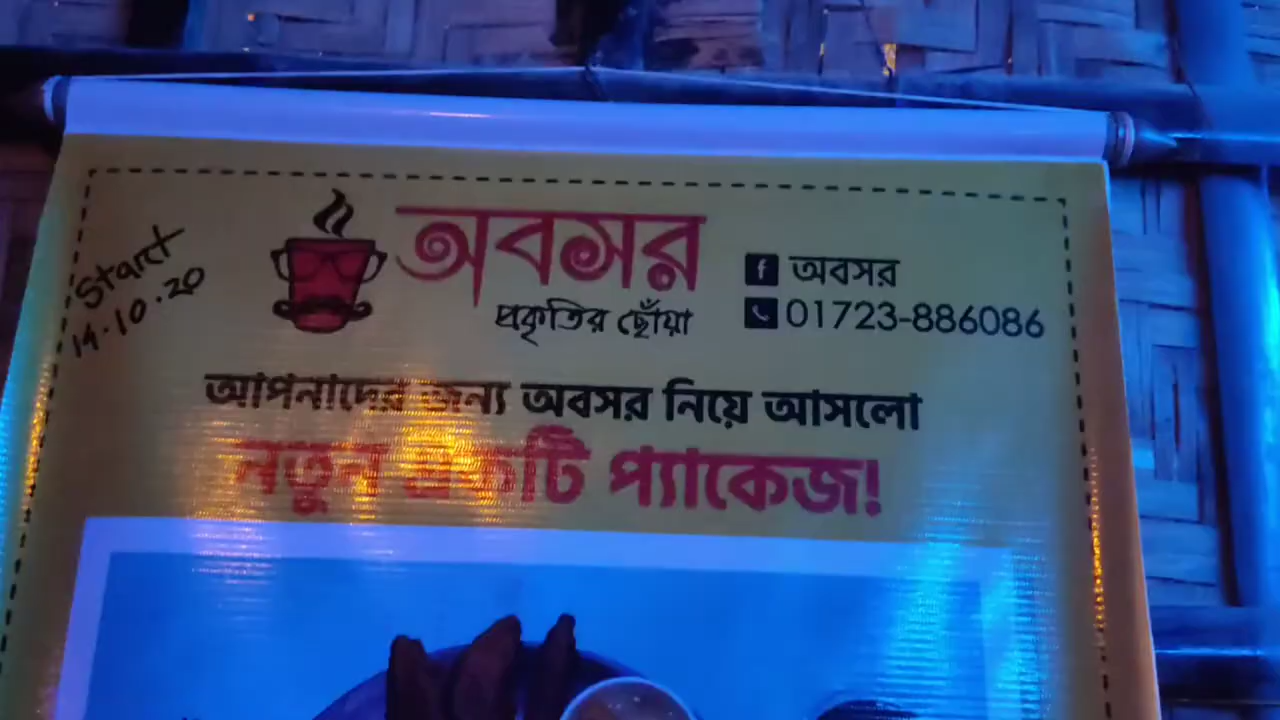 Start
14.10.20
অবসর
প্রকৃতির ছোঁয়া
অবসর
01723-886086
আপনাদের জন্য অবসর নিয়ে আসলো
নতুন একটি প্যাকেজ!